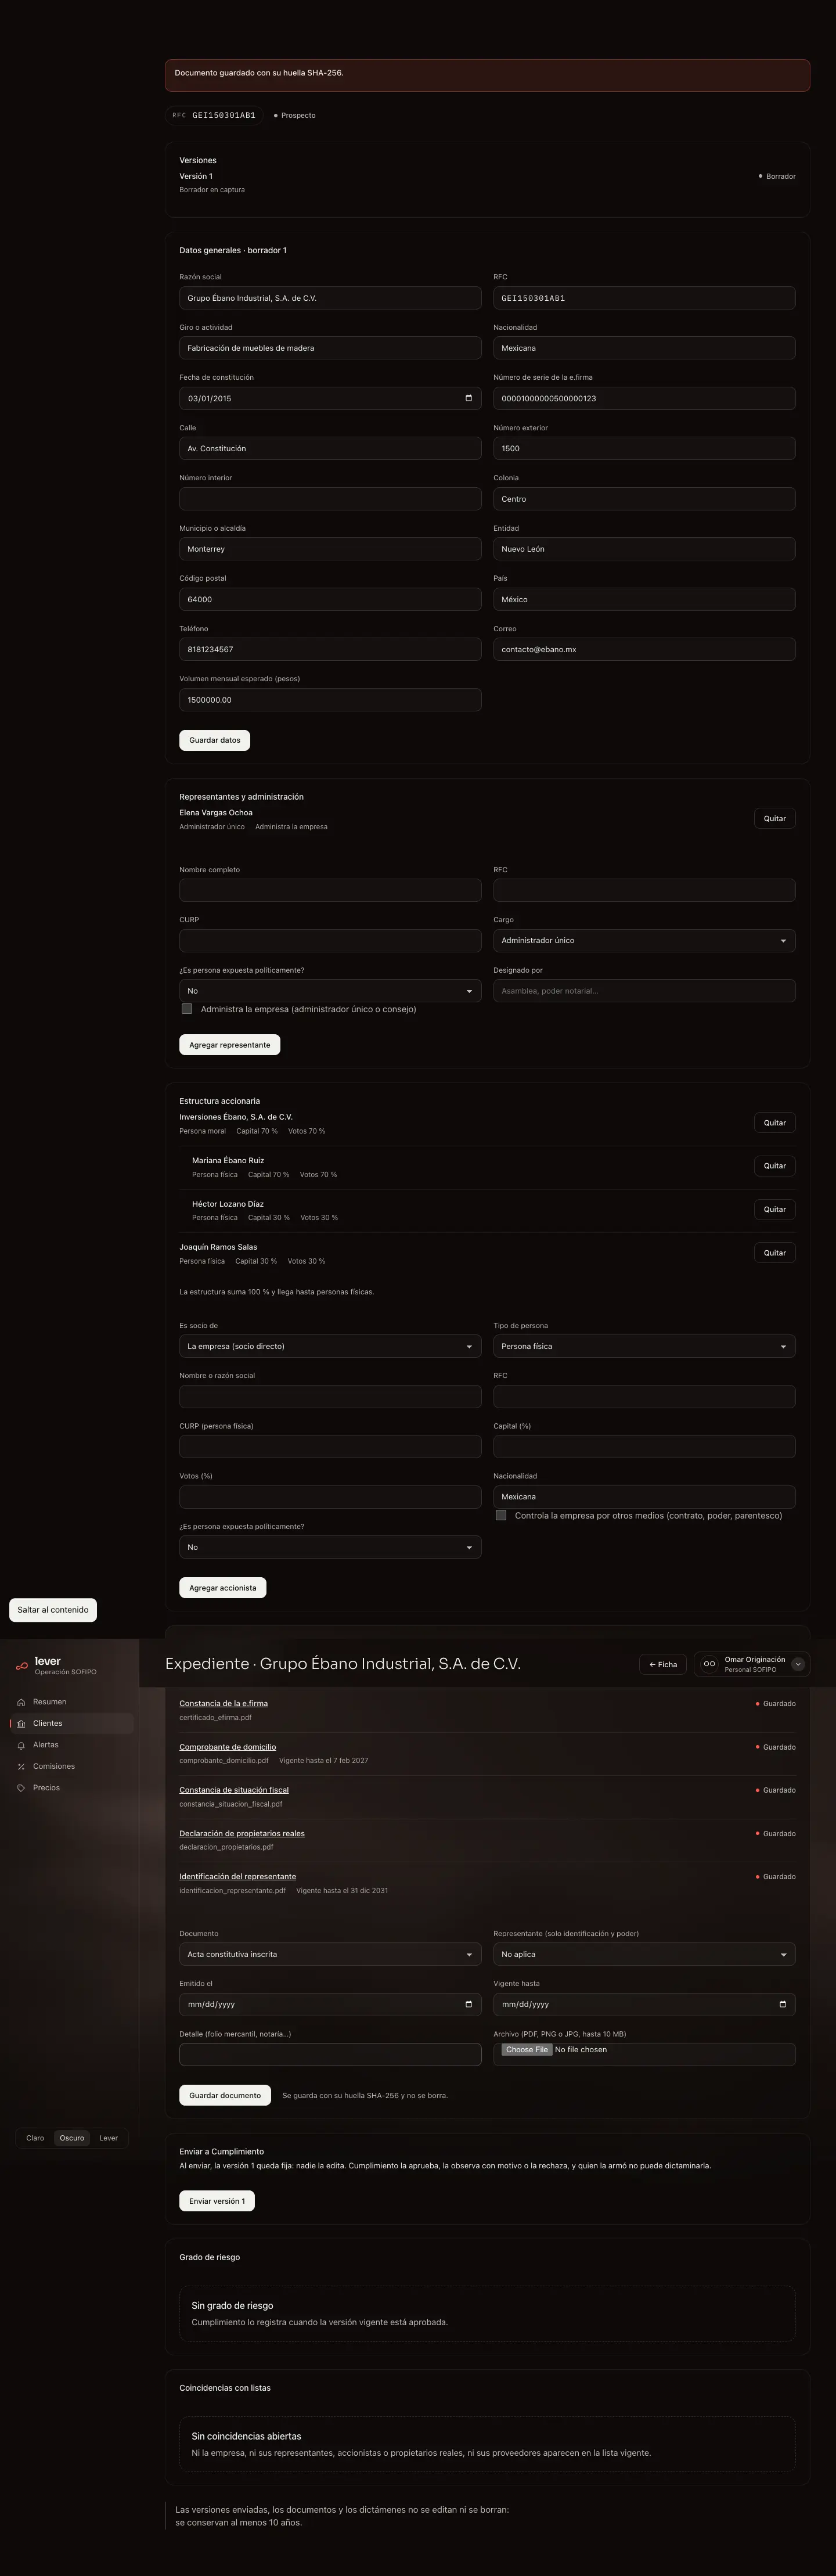 Documento guardado con su huella SHA-256.
RFC GEI150301AB1 Prospecto
Versiones
Versión 1 Borrador
Borrador en captura
Datos generales · borrador 1
Razón social RFC
Grupo Ébano Industrial, S.A. de C.V. GEI150301AB1
Giro o actividad Nacionalidad
Fabricación de muebles de madera Mexicana
Fecha de constitución Número de serie de la e.firma
03/01/2015 00001000000500000123
Calle Número exterior
Av. Constitución 1500
Número interior Colonia
Centro
Municipio o alcaldía Entidad
Monterrey Nuevo León
Código postal País
64000 México
Teléfono Correo
8181234567 contacto@ebano.mx
Volumen mensual esperado (pesos)
1500000.00
Guardar datos
Representantes y administración
Elena Vargas Ochoa Quitar
Administrador único Administra la empresa
Nombre completo RFC
CURP Cargo
Administrador único
¿Es persona expuesta políticamente? Designado por
No Asamblea, poder notarial...
Administra la empresa (administrador único o consejo)
Agregar representante
Estructura accionaria
Inversiones Ébano, S.A. de C.V. Quitar
Persona moral Capital 70 % Votos 70 %
Mariana Ébano Ruiz Quitar
Persona física Capital 70 % Votos 70 %
Héctor Lozano Díaz Quitar
Persona física Capital 30 % Votos 30 %
Joaquín Ramos Salas Quitar
Persona física Capital 30 % Votos 30 %
La estructura suma 100 % y llega hasta personas físicas.
Es socio de Tipo de persona
La empresa (socio directo) Persona física
Nombre o razón social RFC
CURP (persona física) Capital (%)
Votos (%) Nacionalidad
Mexicana
Controla la empresa por otros medios (contrato, poder, parentesco)
¿Es persona expuesta políticamente?
No
Agregar accionista
Saltar al contenido
lever
Operación SOFIPO
Expediente · Grupo Ébano Industrial, S.A. de C.V.
← Ficha
OO Omar Originación
Personal SOFIPO
Resumen
Clientes
Alertas
Comisiones
Precios
Constancia de la e.firma Guardado
certificado_efirma.pdf
Comprobante de domicilio Guardado
comprobante_domicilio.pdf Vigente hasta el 7 feb 2027
Constancia de situación fiscal Guardado
constancia_situacion_fiscal.pdf
Declaración de propietarios reales Guardado
declaracion_propietarios.pdf
Identificación del representante Guardado
identificacion_representante.pdf Vigente hasta el 31 dic 2031
Documento Representante (solo identificación y poder)
Acta constitutiva inscrita No aplica
Emitido el Vigente hasta
mm/dd/yyyy mm/dd/yyyy
Detalle (folio mercantil, notaría...) Archivo (PDF, PNG o JPG, hasta 10 MB)
Choose File No file chosen
Guardar documento Se guarda con su huella SHA-256 y no se borra.
Claro Oscuro Lever
Enviar a Cumplimiento
Al enviar, la versión 1 queda fija: nadie la edita. Cumplimiento la aprueba, la observa con motivo o la rechaza, y quien la armó no puede dictaminarla.
Enviar versión 1
Grado de riesgo
Sin grado de riesgo
Cumplimiento lo registra cuando la versión vigente está aprobada.
Coincidencias con listas
Sin coincidencias abiertas
Ni la empresa, ni sus representantes, accionistas o propietarios reales, ni sus proveedores aparecen en la lista vigente.
Las versiones enviadas, los documentos y los dictámenes no se editan ni se borran:
se conservan al menos 10 años.